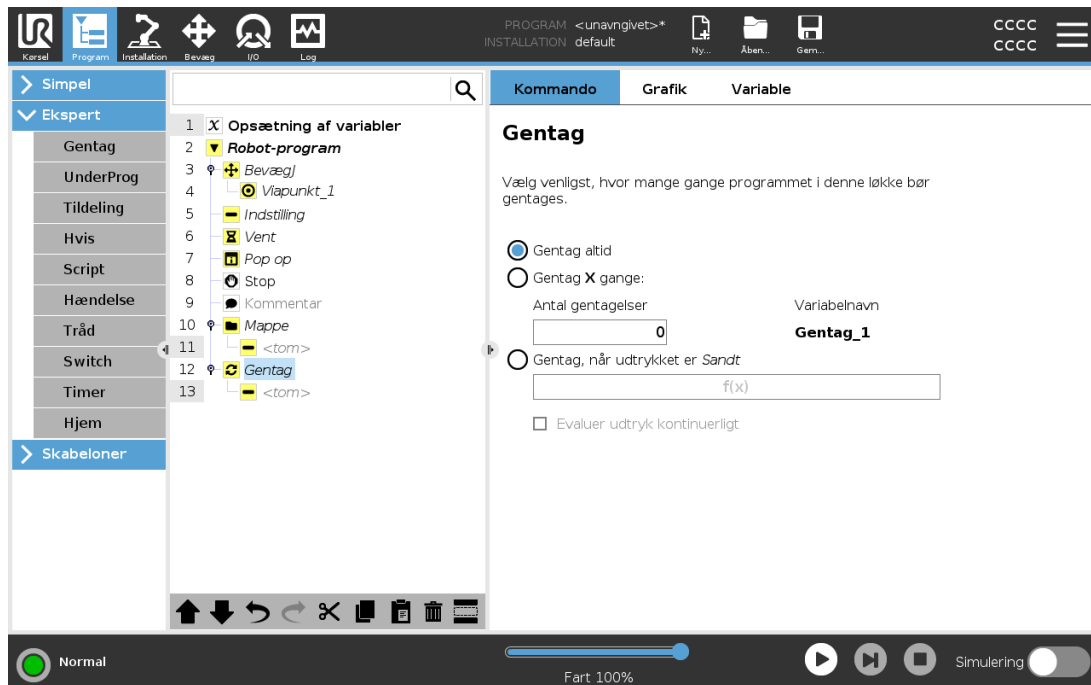 UR
PROGRAM <unavngivet>*
INSTALLATION default
CCCC
CCCC
Kørsel Program Installation Bevæg I/O Log Ny... Åben... Gem...
Simpel
Ekspert
Gentag
UnderProg
Tildeling
Hvis
Script
Hændelse
Tråd
Switch
Timer
Hjem
Skabeloner
1 X Opsætning af variabler
2 Robot-program
3 BevægJ
4 Viapunkt_1
5 Indstilling
6 Vent
7 Pop op
8 Stop
9 Kommentar
10 Mappe
11 <tom>
12 Gentag
13 <tom>
Kommando Grafik Variable
Gentag
Vælg venligst, hvor mange gange programmet i denne løkke bør
gentages.
Gentag altid
Gentag X gange:
Antal gentagelser Variabelnavn
0 Gentag_1
Gentag, når udtrykket er Sandt
f(x)
Evaluer udtryk kontinuerligt
Normal
Fart 100%
Simulering